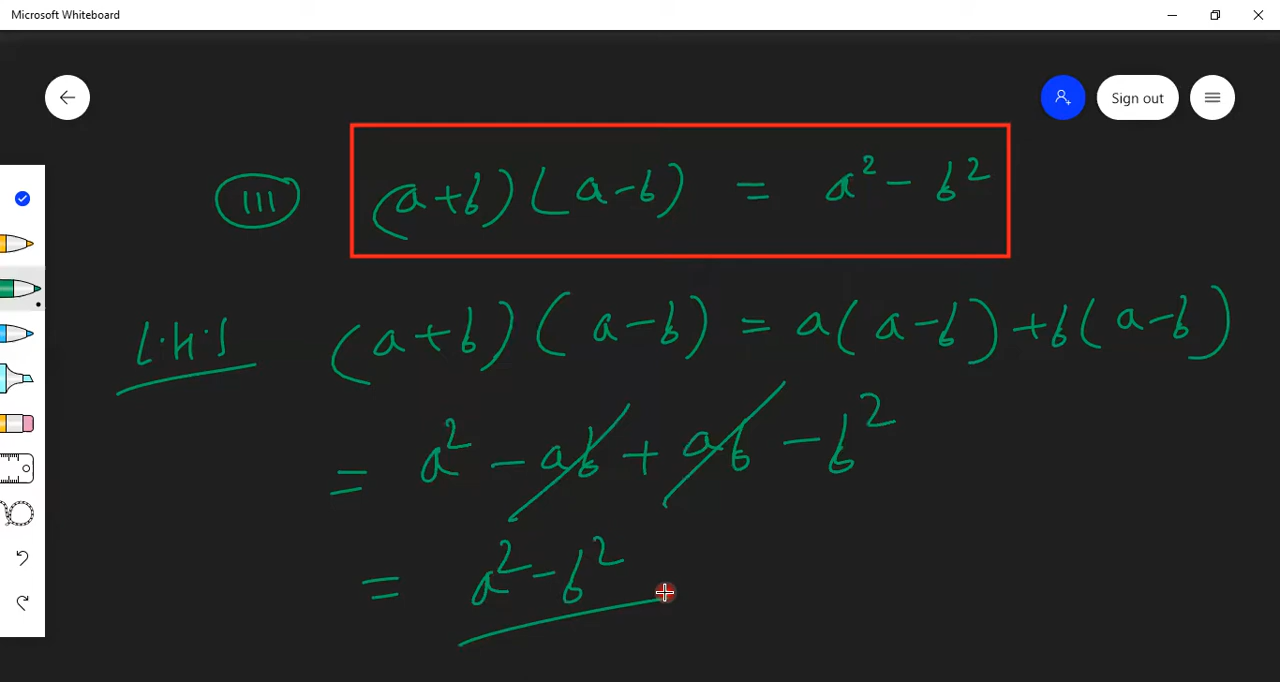 Microsoft Whiteboard
Sign out
III (a+b)(a-b) = a² - b²
L.H.S (a+b)(a-b) = a(a-b)+b(a-b)
= a² - ab + ab - b²
= a² - b²